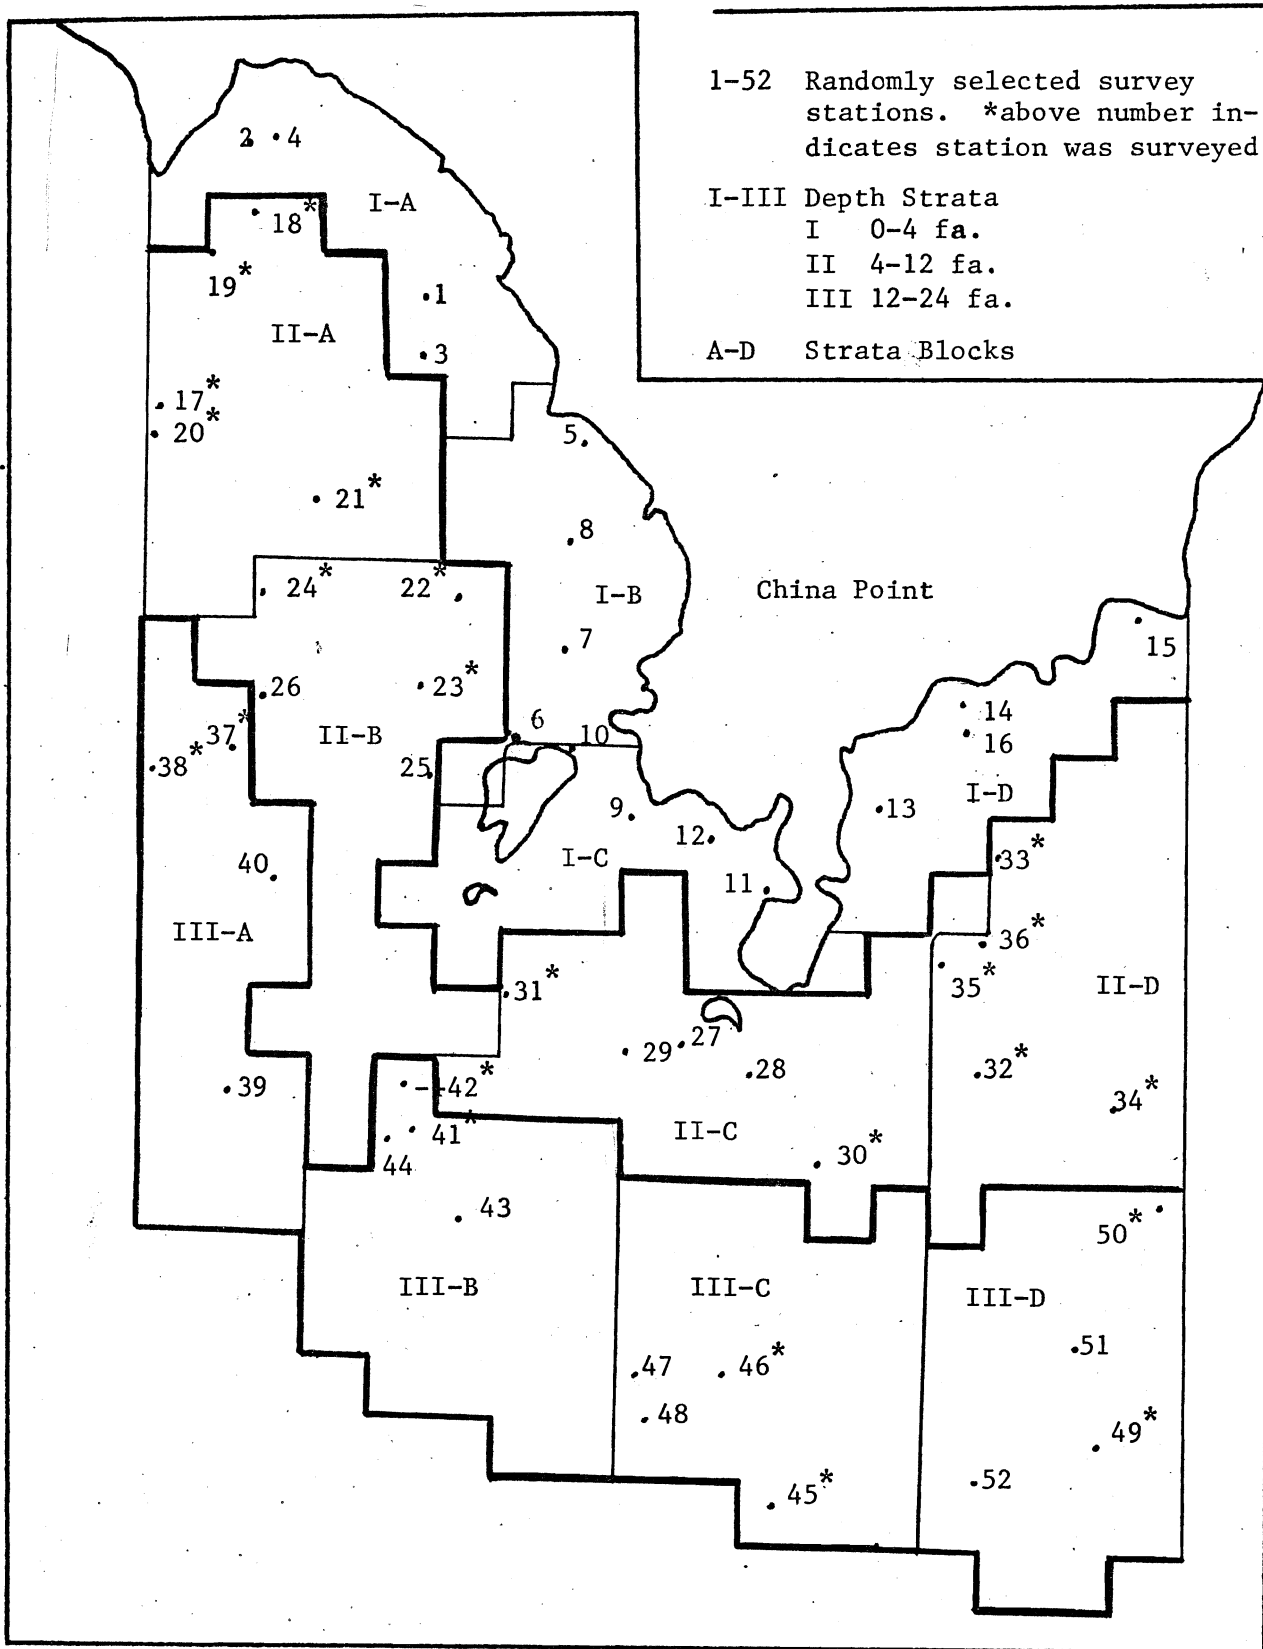 1-52 Randomly selected survey
stations. *above number in-
dicates station was surveyed
I-III Depth Strata
I 0-4 fa.
II 4-12 fa.
III 12-24 fa.
A-D Strata Blocks
2 4
I-A
18*
19*
1
II-A
3
17*
20*
5
21*
8
24* 22*
I-B China Point
7
15
26 23*
6
14
37* II-B 10
16
38* 25
I-D
9 13
12
33*
I-C
40
11
III-A
36*
31* 35* II-D
27
29
28 32*
39 42*
34*
41* II-C
30*
44
43
50*
III-B III-C III-D
51
47 46*
48
49*
52
45*